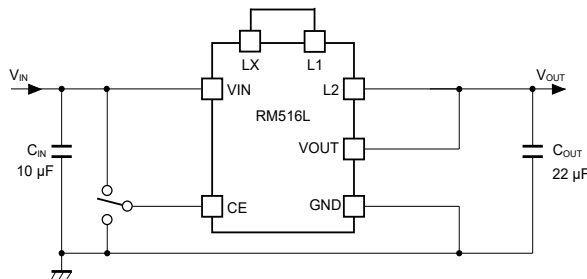 LX L1
V_IN V_OUT
VIN L2
RM516L
C_IN VOUT C_OUT
10 µF 22 µF
CE GND